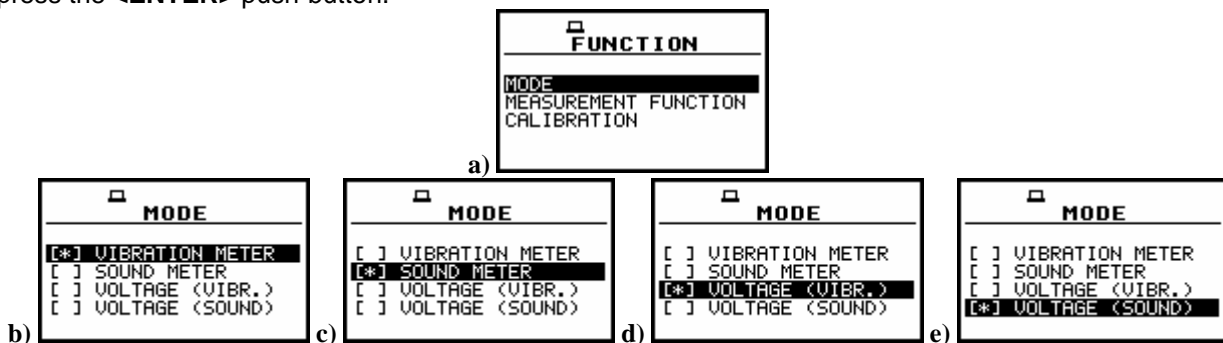 press the <ENTER> push-button.
FUNCTION
MODE
MEASUREMENT FUNCTION
CALIBRATION
a)
MODE
[*] VIBRATION METER
[ ] SOUND METER
[ ] VOLTAGE (VIBR.)
[ ] VOLTAGE (SOUND)
b)
MODE
[ ] VIBRATION METER
[*] SOUND METER
[ ] VOLTAGE (VIBR.)
[ ] VOLTAGE (SOUND)
c)
MODE
[ ] VIBRATION METER
[ ] SOUND METER
[*] VOLTAGE (VIBR.)
[ ] VOLTAGE (SOUND)
d)
MODE
[ ] VIBRATION METER
[ ] SOUND METER
[ ] VOLTAGE (VIBR.)
[*] VOLTAGE (SOUND)
e)